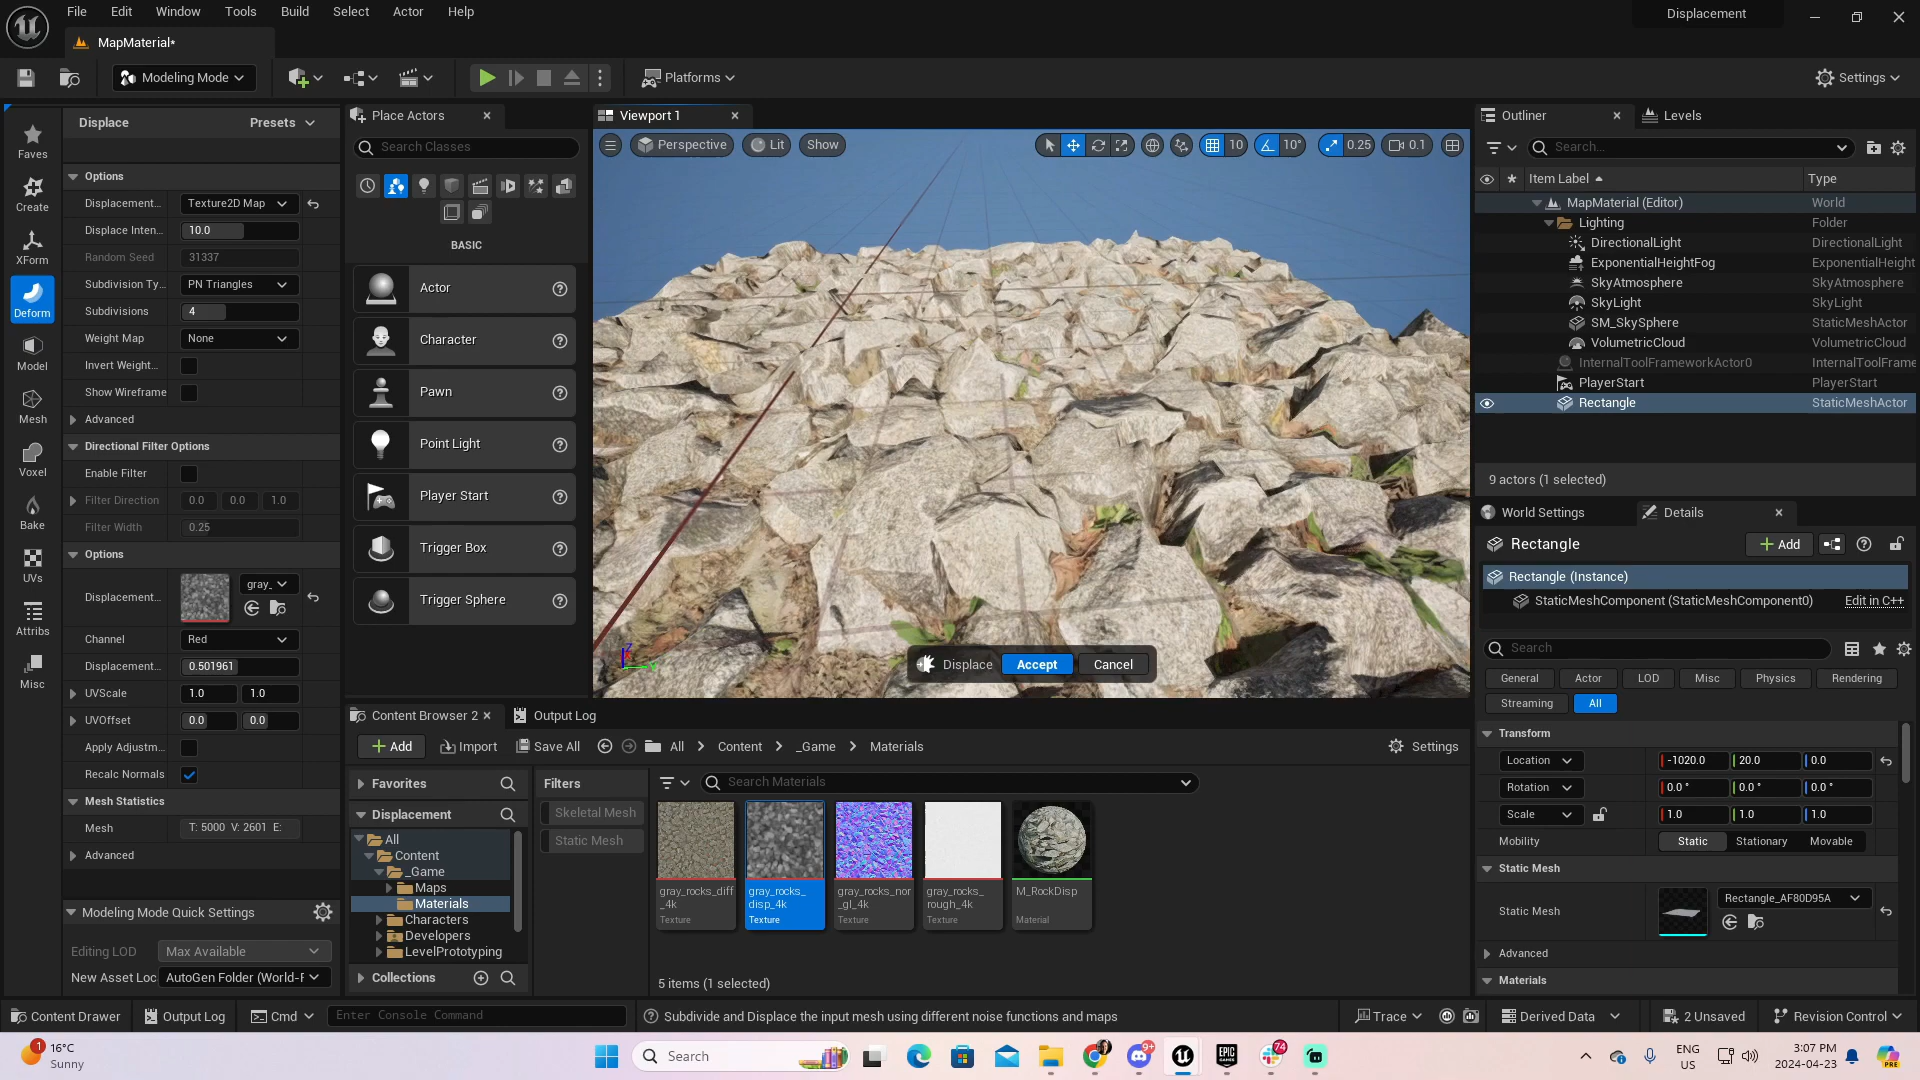 File Edit Window Tools Build Select Actor Help
Displacement
MapMaterial*
Modeling Mode
Platforms
Settings
Displace
Presets
Place Actors
Viewport 1
Outliner
Levels
Faves
Create
XForm
Deform
Model
Mesh
Voxel
Bake
UVs
Attribs
Misc
Options
Displacement... Texture2D Map
Displace Inten... 10.0
Random Seed 31337
Subdivision Ty... PN Triangles
Subdivisions 4
Weight Map None
Invert Weight...
Show Wireframe
Advanced
Directional Filter Options
Enable Filter
Filter Direction 0.0 0.0 1.0
Filter Width 0.25
Options
Displacement... gray_
Channel Red
Displacement... 0.501961
UVScale 1.0 1.0
UVOffset 0.0 0.0
Apply Adjustm...
Recalc Normals
Mesh Statistics
Mesh T: 5000 V: 2601 E:
Advanced
Modeling Mode Quick Settings
Editing LOD Max Available
New Asset Loc AutoGen Folder (World-F
Search Classes
BASIC
Actor
Character
Pawn
Point Light
Player Start
Trigger Box
Trigger Sphere
Perspective Lit Show
10 10° 0.25 0.1
Displace Accept Cancel
Search...
Item Label Type
MapMaterial (Editor) World
Lighting Folder
DirectionalLight DirectionalLight
ExponentialHeightFog ExponentialHeight
SkyAtmosphere SkyAtmosphere
SkyLight SkyLight
SM_SkySphere StaticMeshActor
VolumetricCloud VolumetricCloud
InternalToolFrameworkActor0 InternalToolFrame
PlayerStart PlayerStart
Rectangle StaticMeshActor
9 actors (1 selected)
World Settings
Details
Rectangle
Add
Rectangle (Instance)
StaticMeshComponent (StaticMeshComponent0) Edit in C++
Search
General Actor LOD Misc Physics Rendering
Streaming All
Transform
Location -1020.0 20.0 0.0
Rotation 0.0 ° 0.0 ° 0.0 °
Scale 1.0 1.0 1.0
Mobility Static Stationary Movable
Static Mesh
Static Mesh Rectangle_AF80D95A
Advanced
Materials
Content Browser 2
Output Log
Add Import Save All All Content _Game Materials
Settings
Favorites
Displacement
All
Content
_Game
Maps
Materials
Characters
Developers
LevelPrototyping
Collections
Filters
Skeletal Mesh
Static Mesh
Search Materials
gray_rocks_diff
_4k
Texture
gray_rocks_
disp_4k
Texture
gray_rocks_nor
_gl_4k
Texture
gray_rocks_
rough_4k
Texture
M_RockDisp
Material
5 items (1 selected)
Content Drawer Output Log Cmd Enter Console Command Subdivide and Displace the input mesh using different noise functions and maps Trace Derived Data 2 Unsaved Revision Control
1
16°C
Sunny
Search
9+
EPIC
GAMES
74
ENG
US
3:07 PM
2024-04-23
PRE